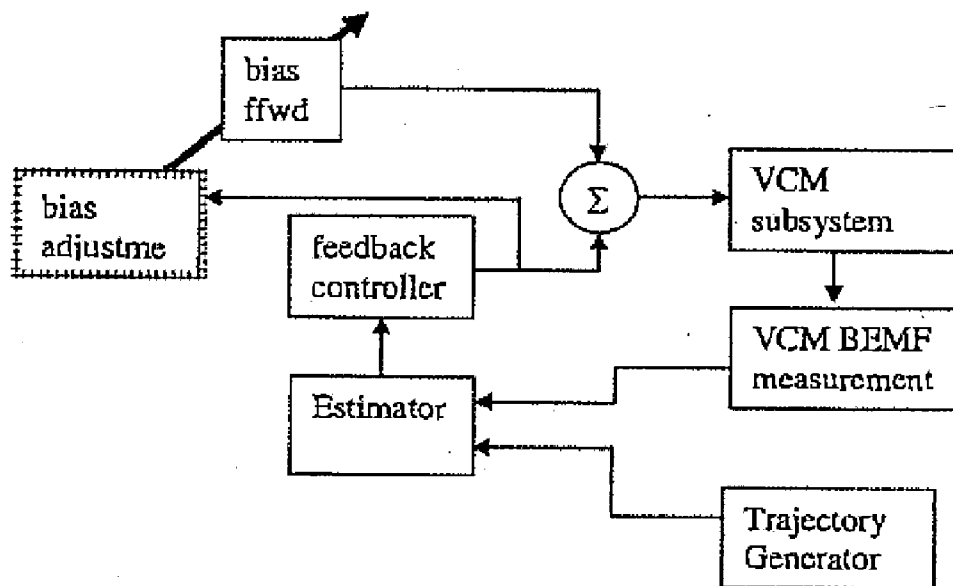 bias
ffwd
bias
adjustme
Σ
VCM
subsystem
feedback
controller
VCM BEMF
measurement
Estimator
Trajectory
Generator